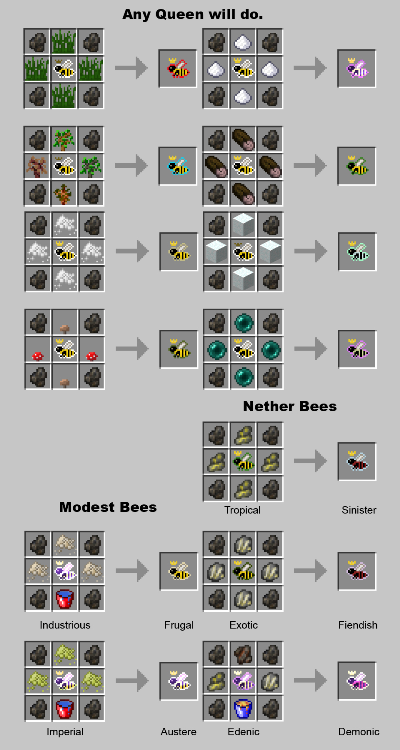 Any Queen will do.
Nether Bees
Tropical
Sinister
Modest Bees
Industrious
Frugal
Exotic
Fiendish
Imperial
Austere
Edenic
Demonic